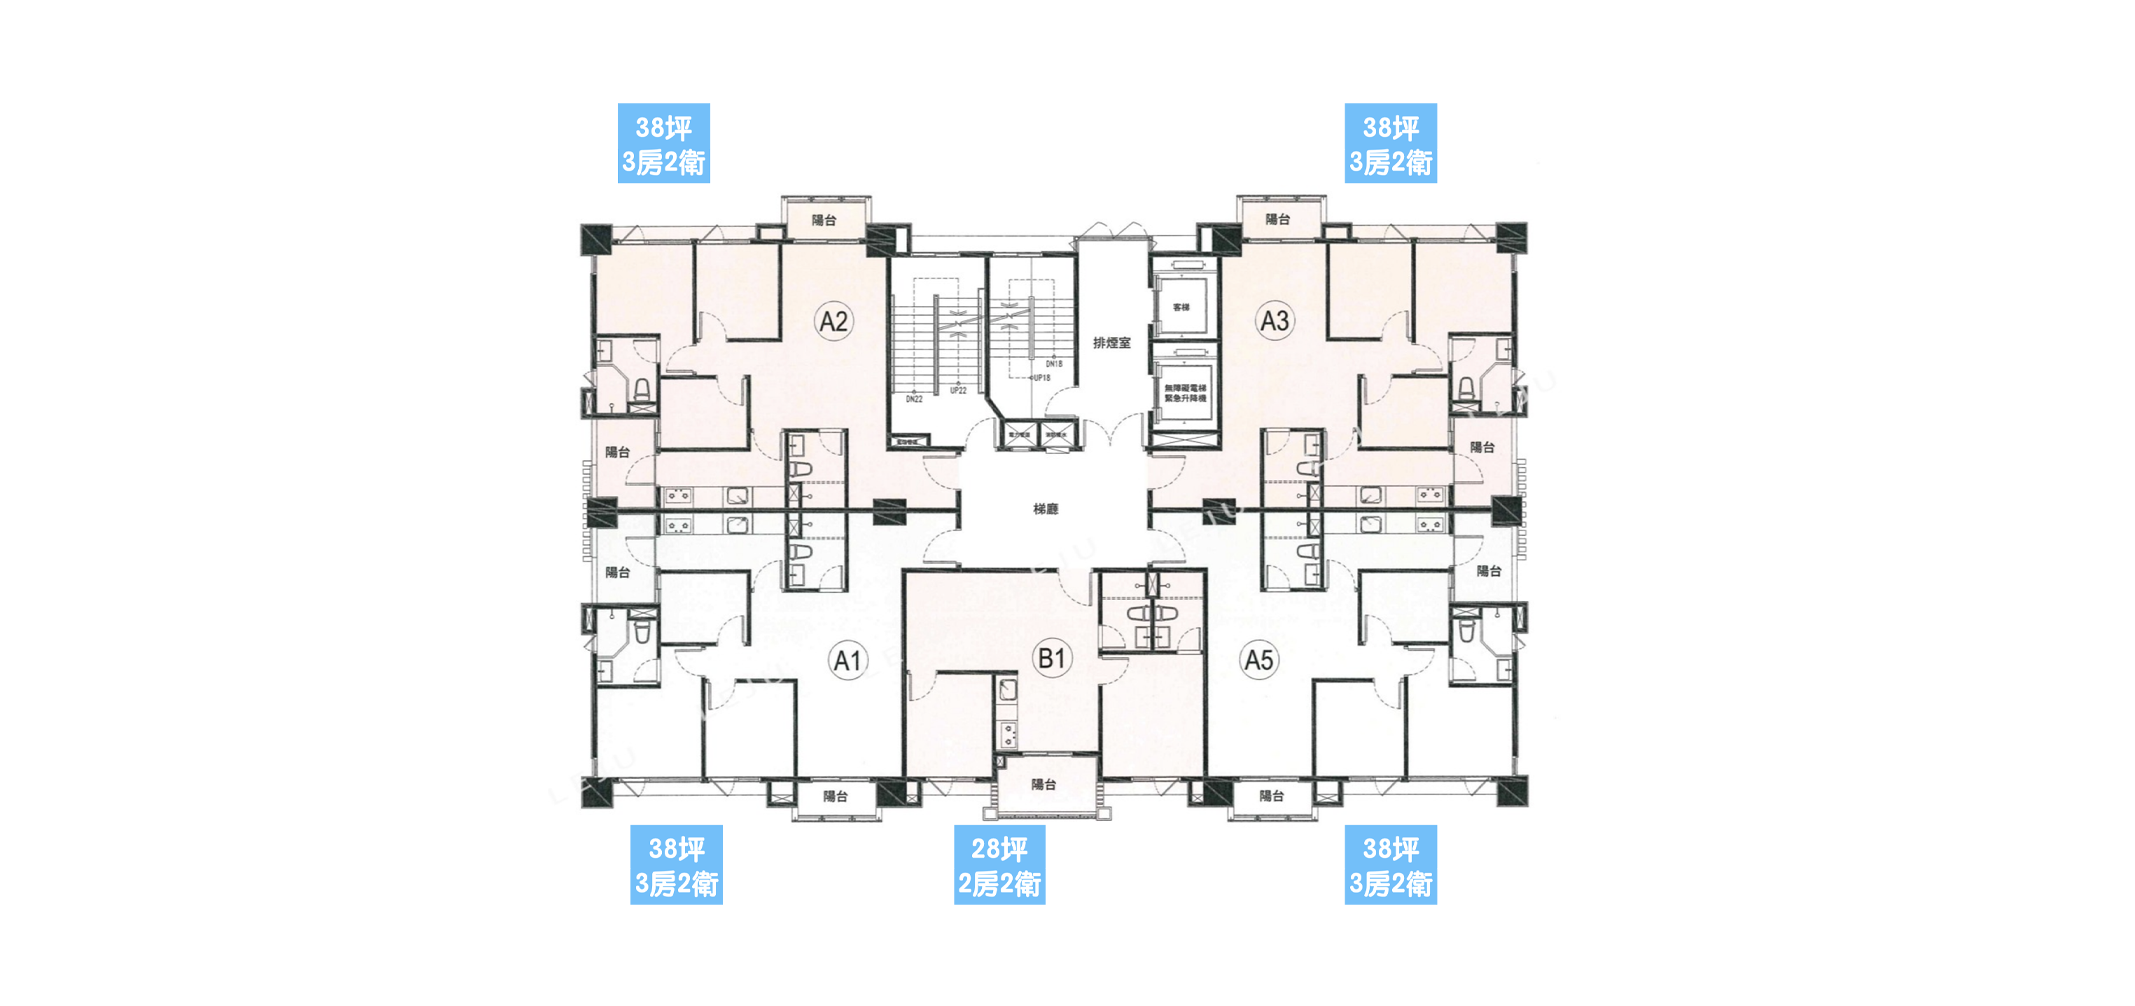 38坪
3房2衛
38坪
3房2衛
陽台
陽台
A2
A3
客梯
排煙室
無障礙電梯
緊急升降機
DN18
UP18
UP22
DN22
陽台
陽台
梯廳
陽台
陽台
A1
B1
A5
陽台
陽台
陽台
38坪
3房2衛
28坪
2房2衛
38坪
3房2衛